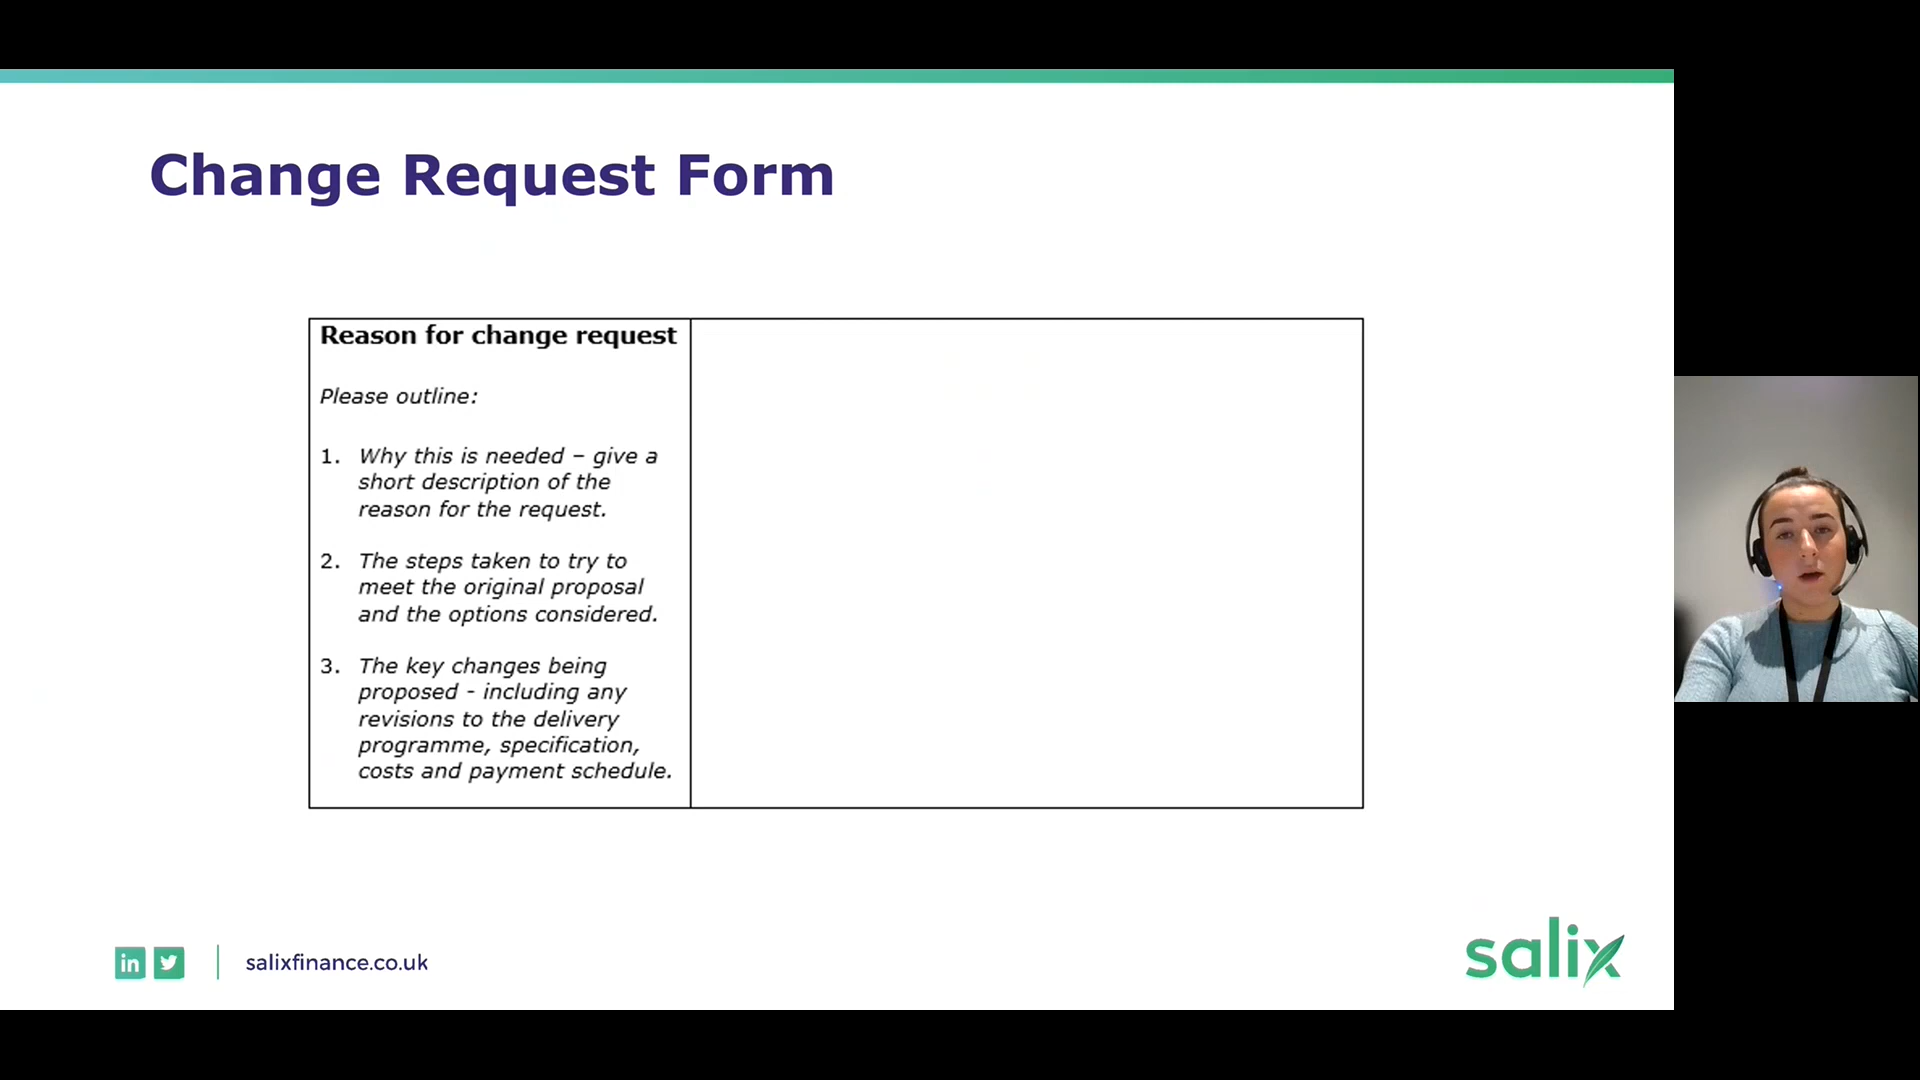 Change Request Form
Reason for change request
Please outline:
1. Why this is needed – give a
short description of the
reason for the request.
2. The steps taken to try to
meet the original proposal
and the options considered.
3. The key changes being
proposed - including any
revisions to the delivery
programme, specification,
costs and payment schedule.
in
salixfinance.co.uk
salix